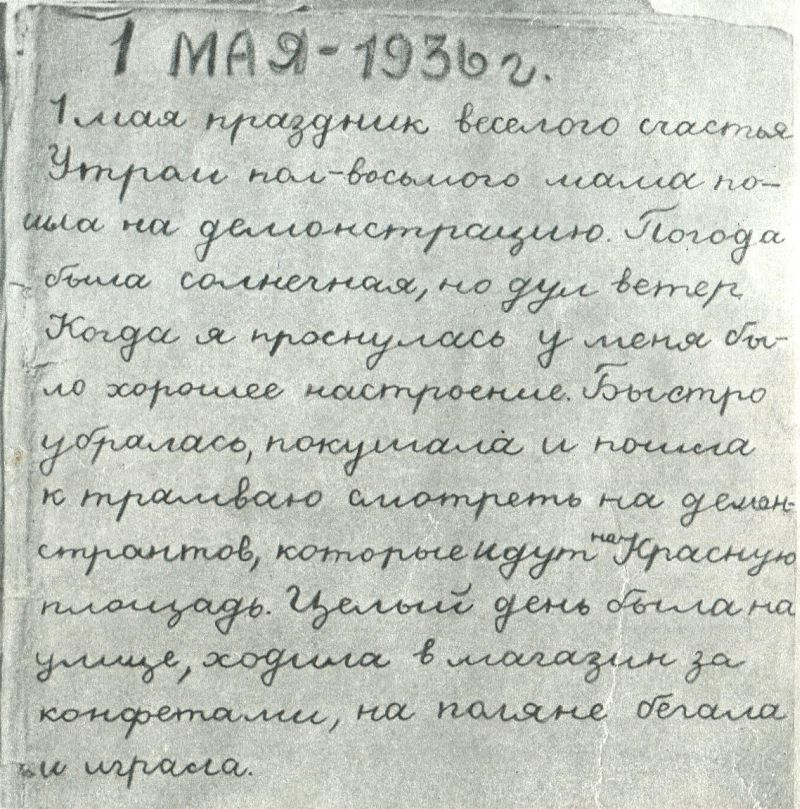 1 МАЯ - 1936 г.
1 мая праздник веселого счастья
Утром пол-восьмого мама по-
шла на демонстрацию. Погода
была солнечная, но дул ветер,
Когда я проснулась у меня бы-
ло хорошее настроение. Быстро
убралась, покушала и пошла
к трамваю смотреть на демон-
странтов, которые идут на Красную
площадь. Целый день была на
улице, ходила в магазин за
конфетами, на поляне бегала
и играла.